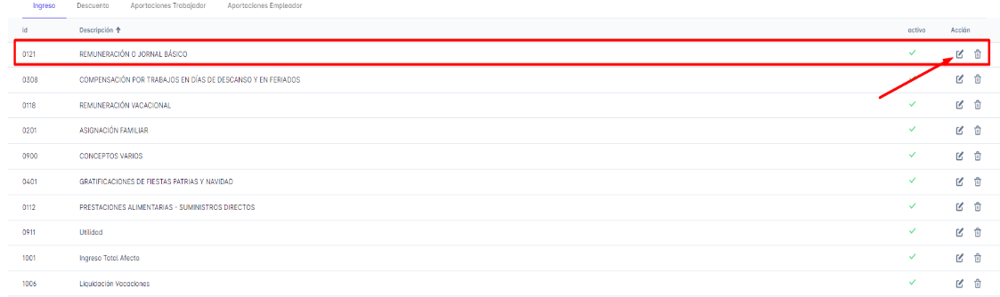 Ingreso Descuento Aportaciones Trabajador Aportaciones Empleador
id Descripción activo Acción
0121 REMUNERACIÓN O JORNAL BÁSICO
0308 COMPENSACIÓN POR TRABAJOS EN DÍAS DE DESCANSO Y EN FERIADOS
0118 REMUNERACIÓN VACACIONAL
0201 ASIGNACIÓN FAMILIAR
0900 CONCEPTOS VARIOS
0401 GRATIFICACIONES DE FIESTAS PATRIAS Y NAVIDAD
0112 PRESTACIONES ALIMENTARIAS - SUMINISTROS DIRECTOS
0911 Utilidad
1001 Ingreso Total Afecto
1006 Liquidación Vacaciones